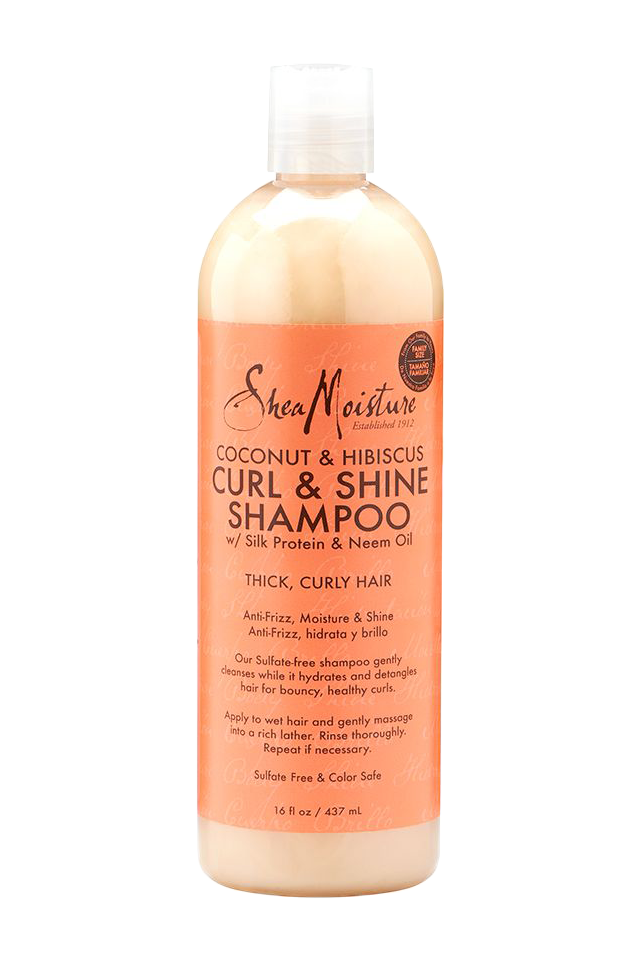 FAMILY
SIZE
TAMAÑO
FAMILIAR
SheaMoisture
Established 1912
COCONUT & HIBISCUS
CURL & SHINE
SHAMPOO
w/ Silk Protein & Neem Oil
THICK, CURLY HAIR
Anti-Frizz, Moisture & Shine
Anti-Frizz, hidrata y brillo
Our Sulfate-free shampoo gently
cleanses while it hydrates and detangles
hair for bouncy, healthy curls.
Apply to wet hair and gently massage
into a rich lather. Rinse thoroughly.
Repeat if necessary.
Sulfate Free & Color Safe
16 fl oz / 437 mL